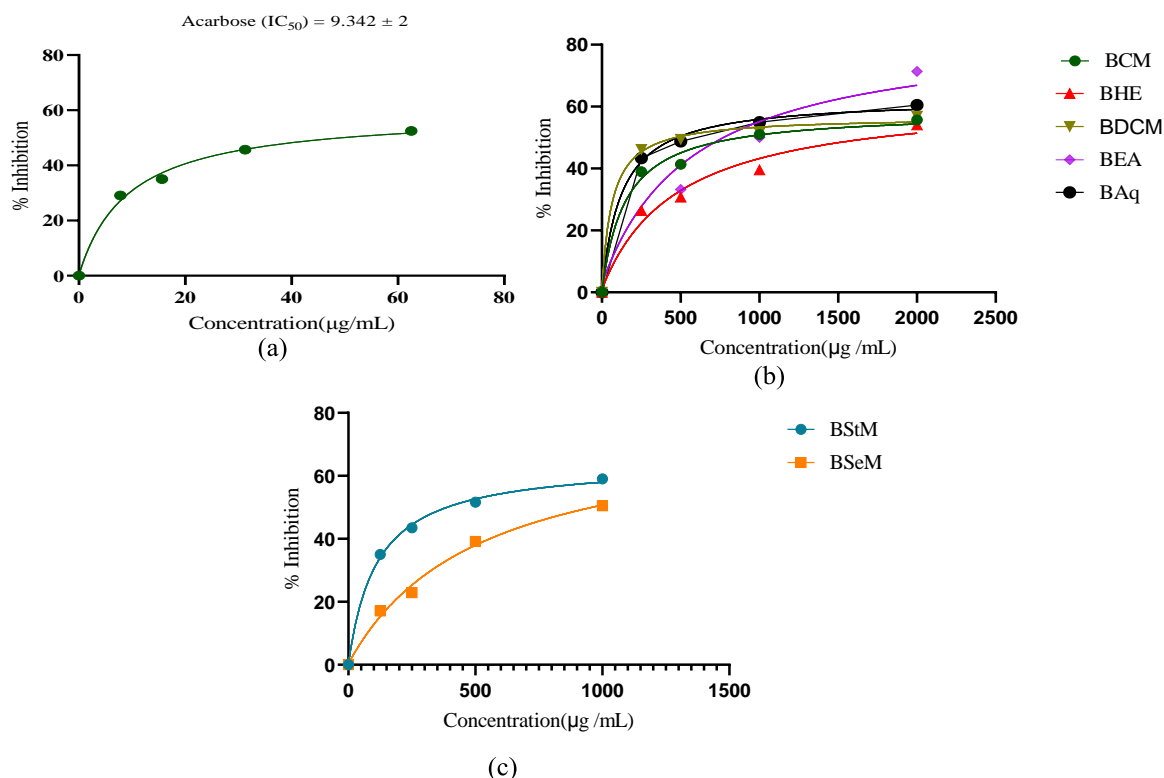 Acarbose (IC50) = 9.342 ± 2
80
60
40
20
0
% Inhibition
0 20 40 60 80
Concentration(μg/mL)
(a)
80
60
40
20
0
% Inhibition
0 500 1000 1500 2000 2500
Concentration(μg /mL)
(b)
BCM
BHE
BDCM
BEA
BAq
80
60
40
20
0
% Inhibition
0 500 1000 1500
Concentration(μg /mL)
(c)
BStM
BSeM